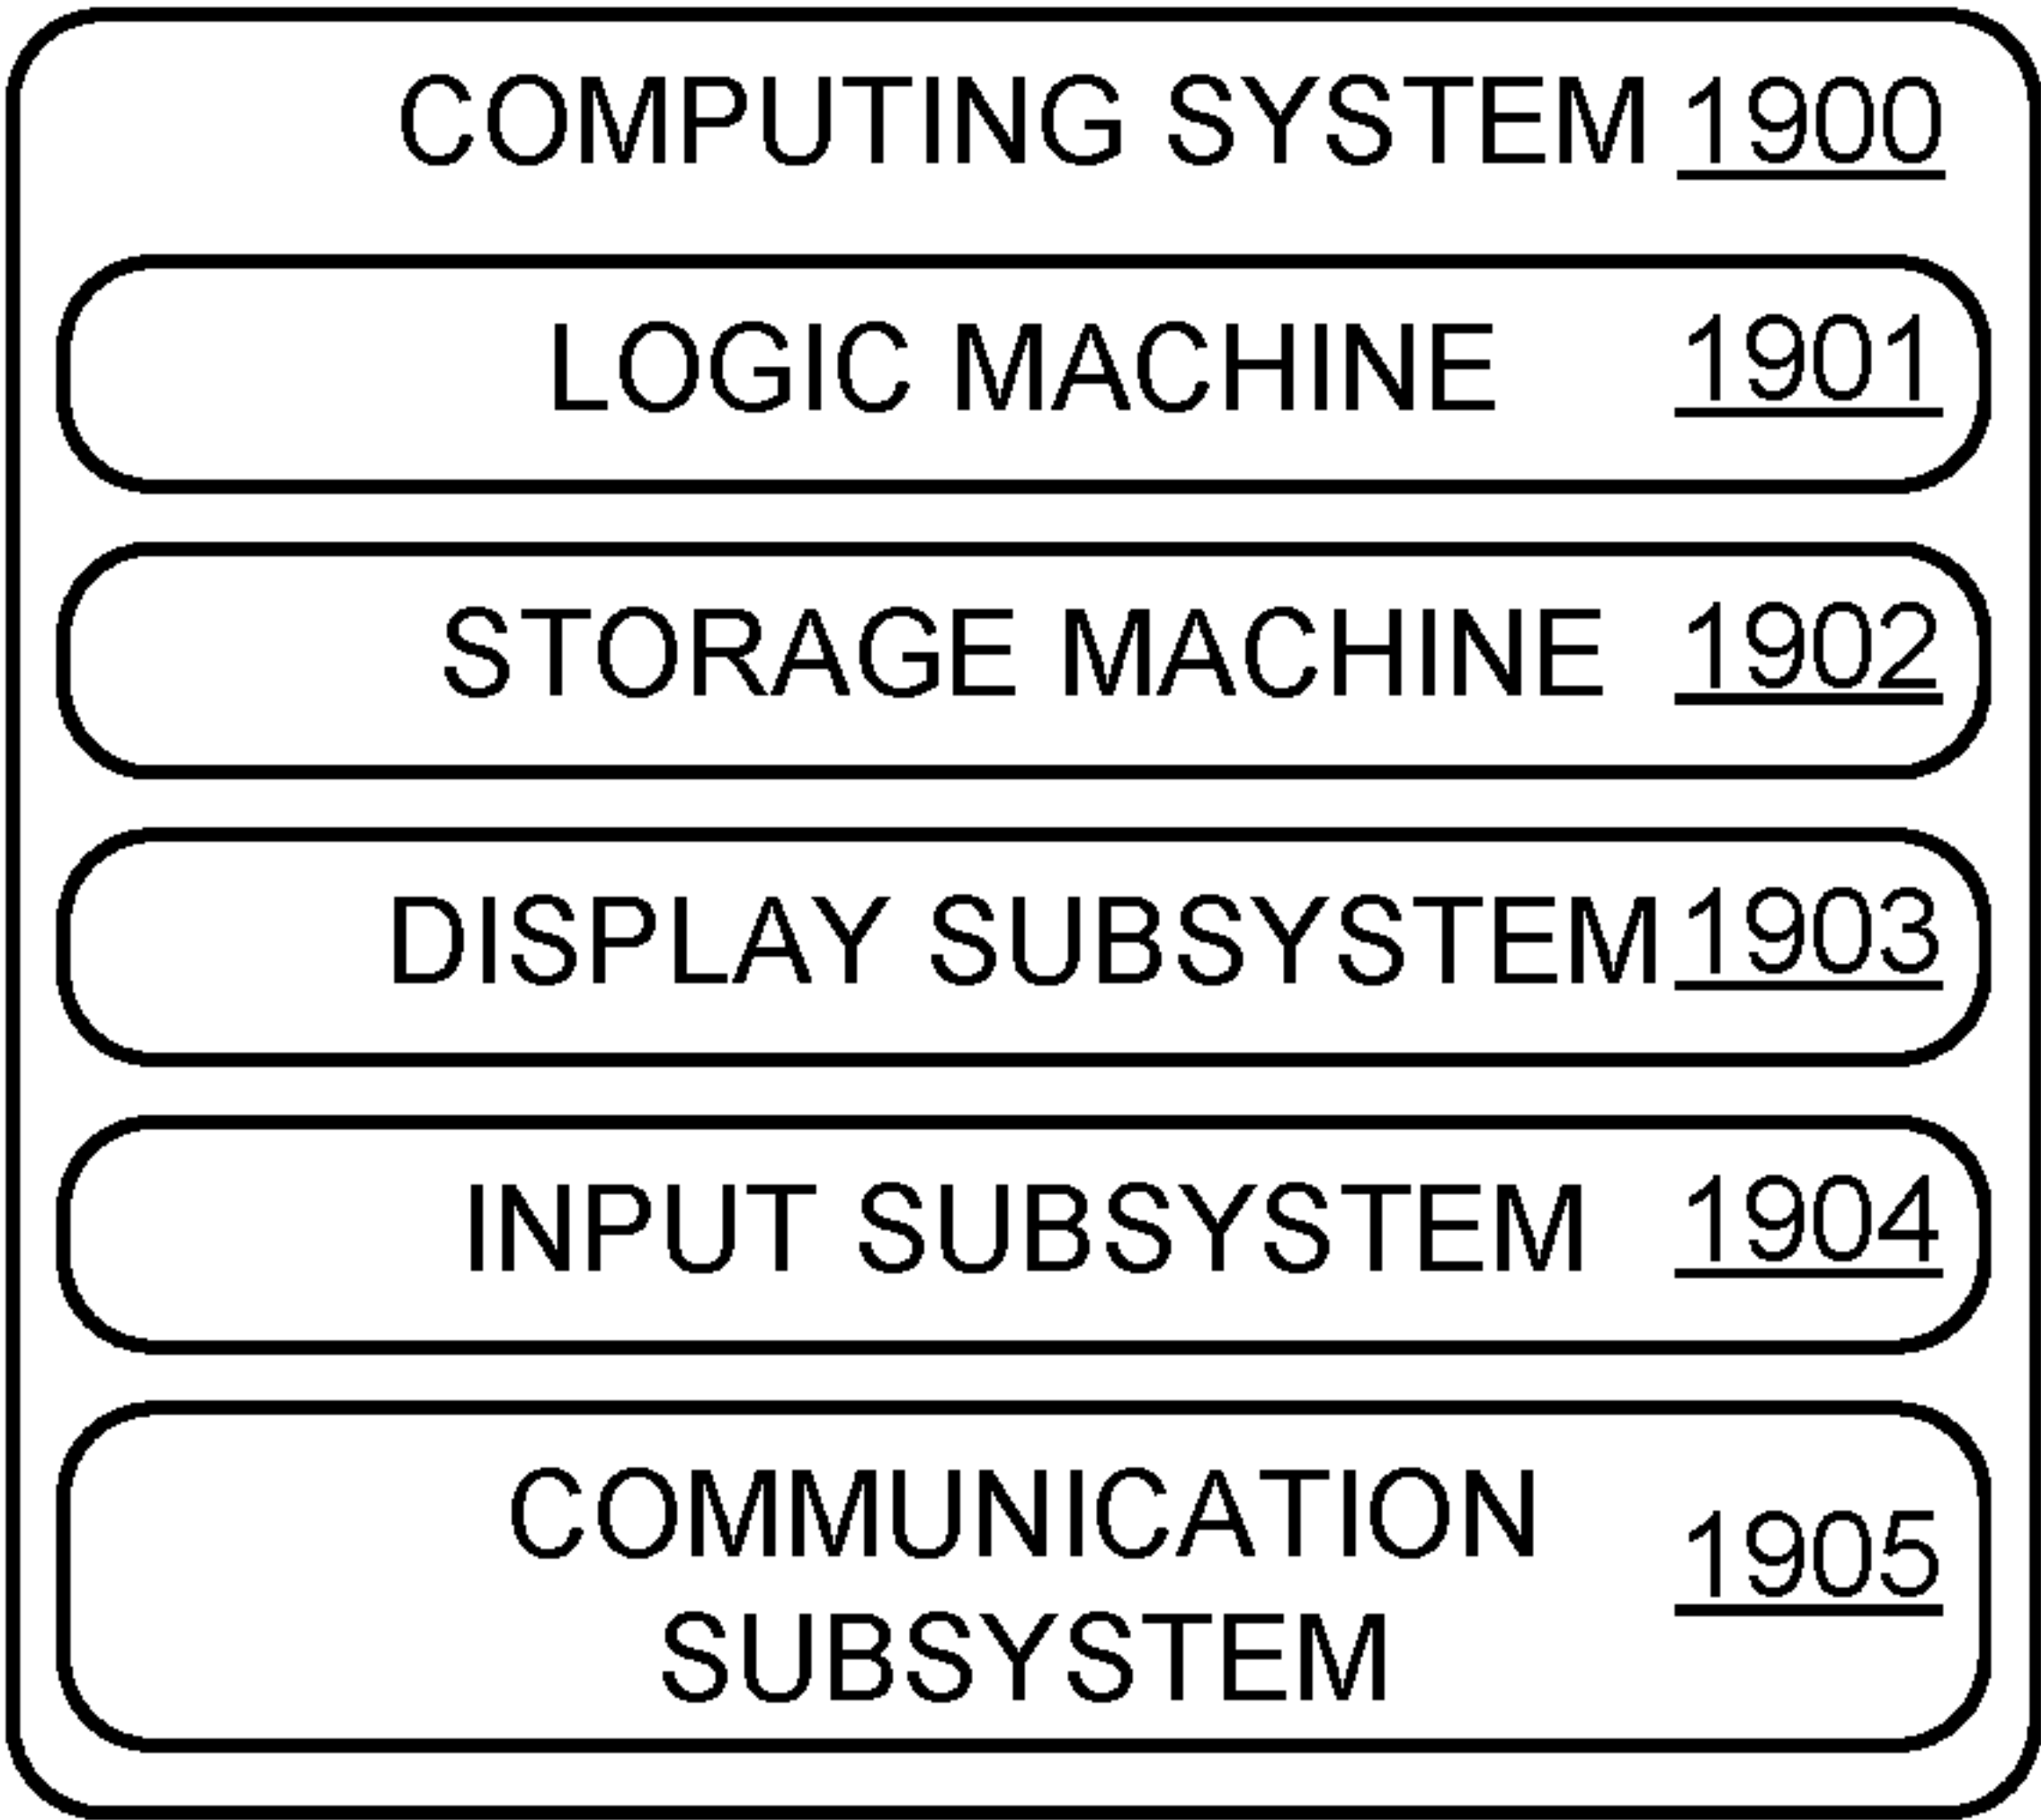 COMPUTING SYSTEM 1900
LOGIC MACHINE 1901
STORAGE MACHINE 1902
DISPLAY SUBSYSTEM 1903
INPUT SUBSYSTEM 1904
COMMUNICATION
SUBSYSTEM 1905